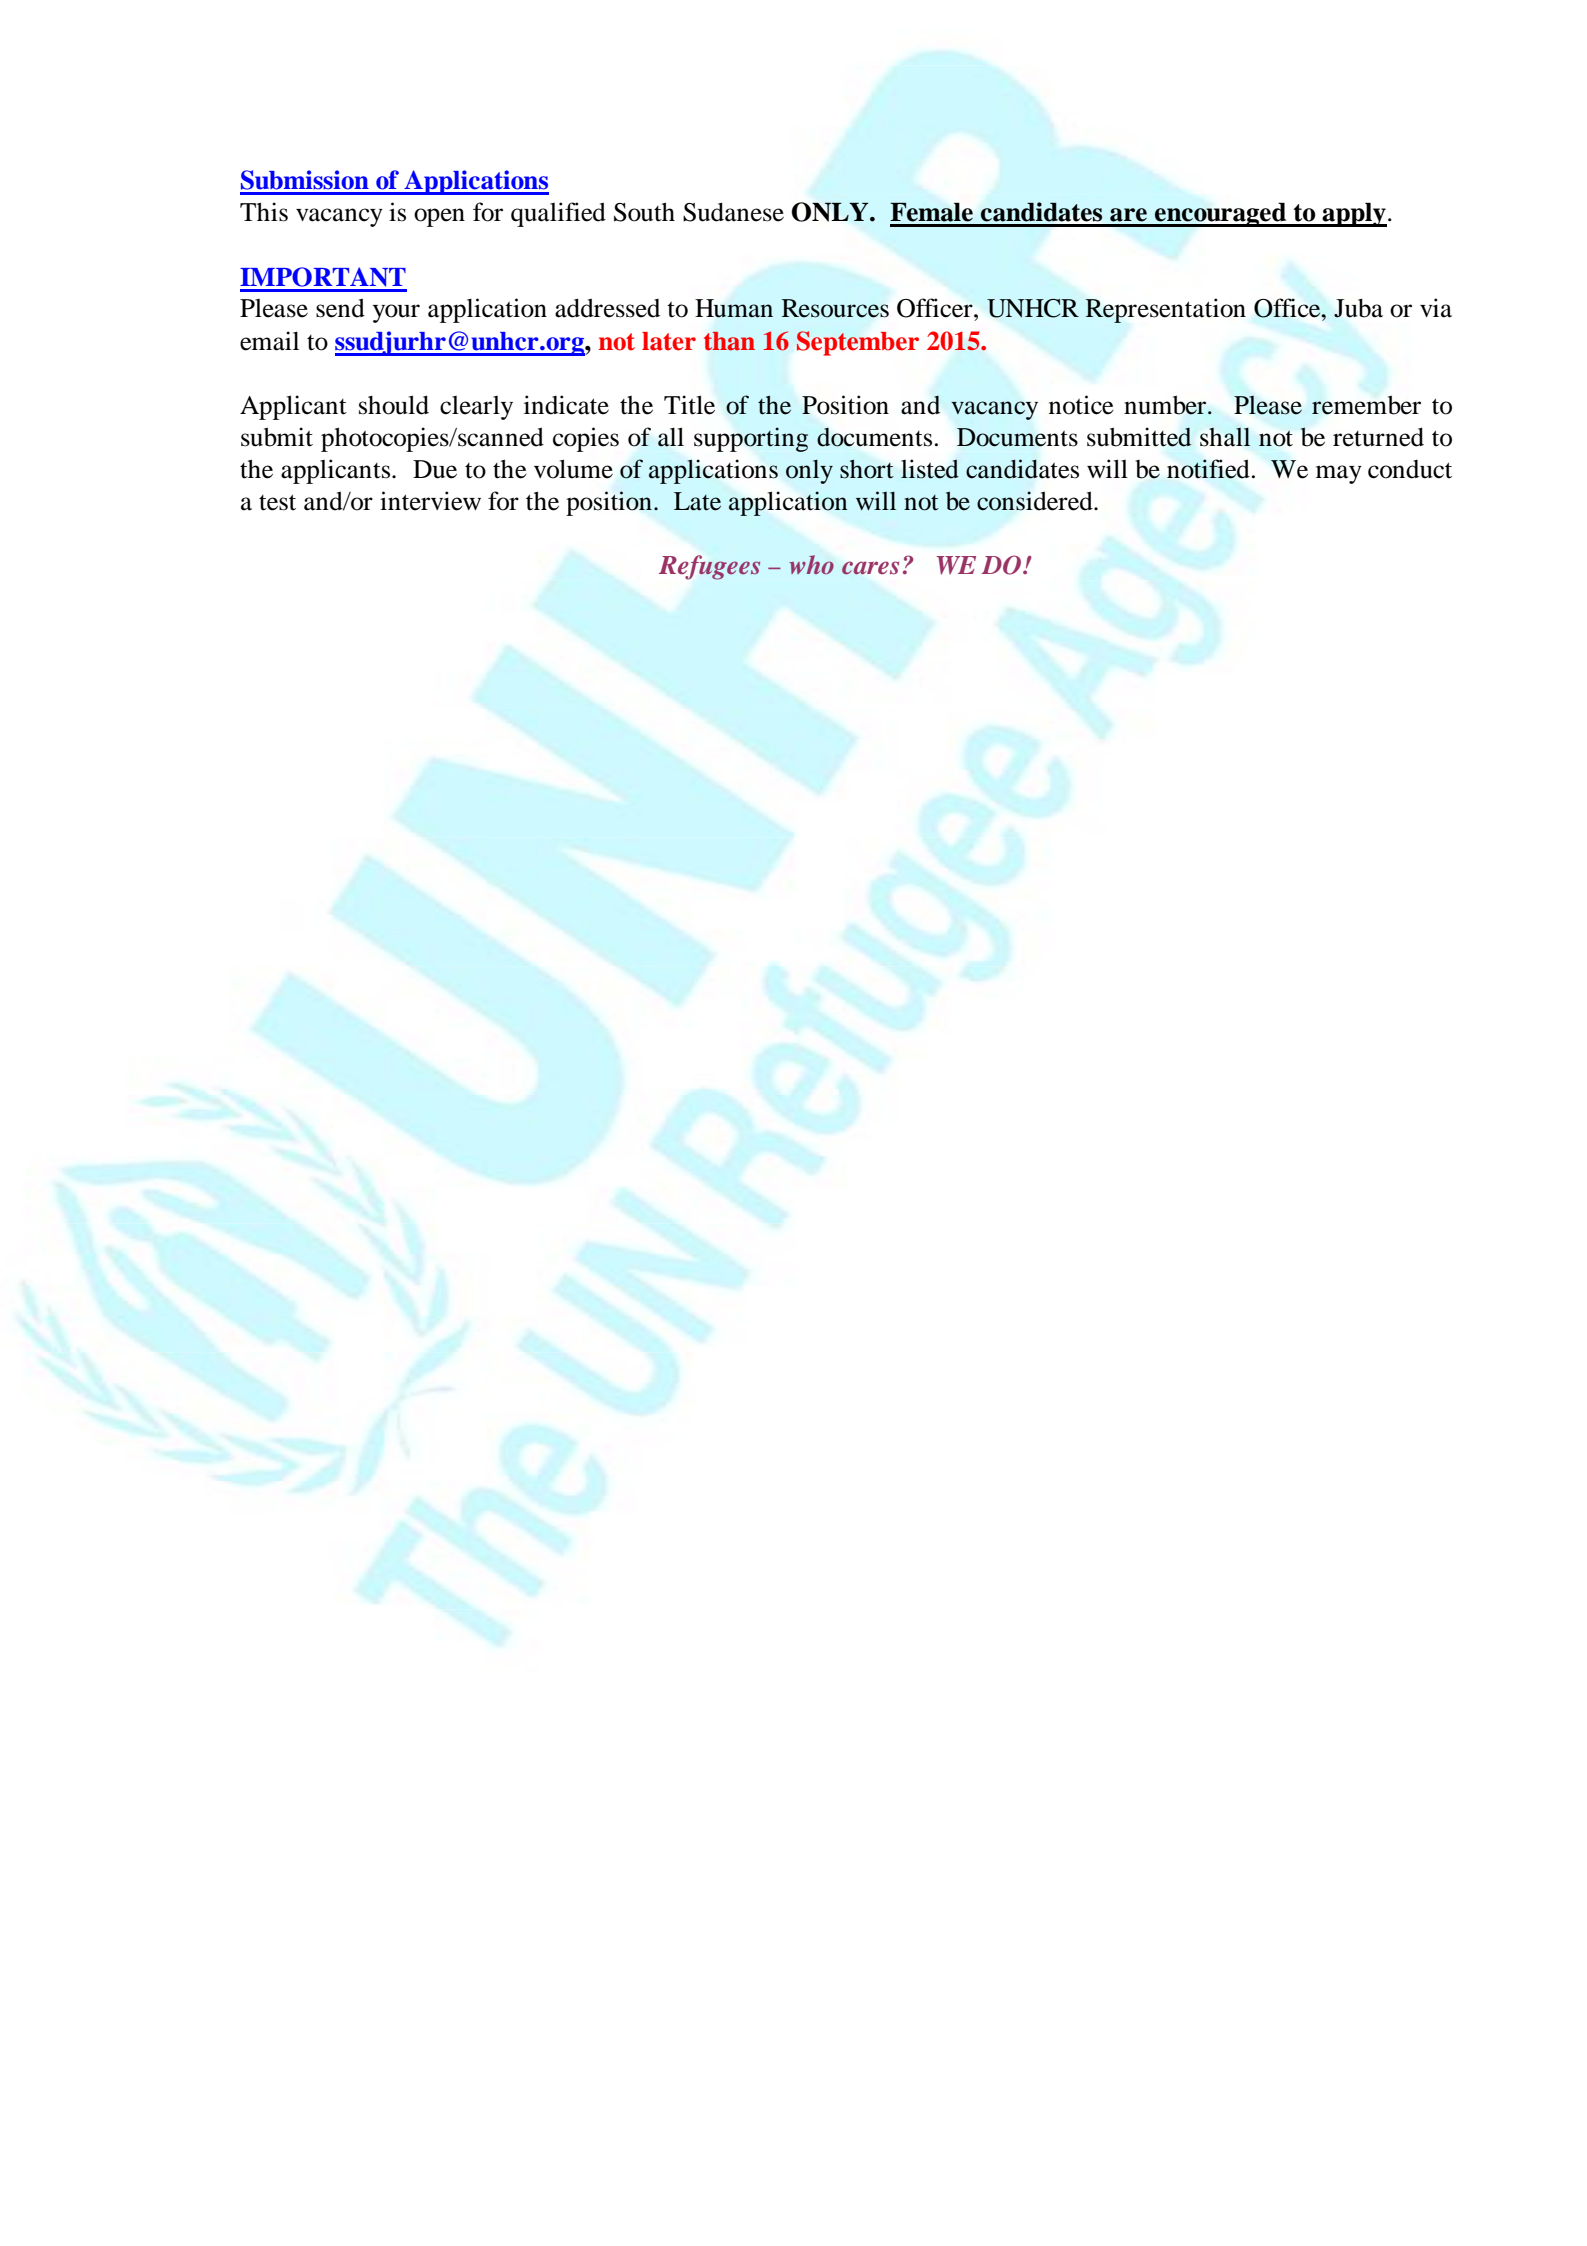 Submission of Applications
This vacancy is open for qualified South Sudanese ONLY.  Female candidates are encouraged to apply.
IMPORTANT
Please send your application addressed to Human Resources Officer, UNHCR Representation Office, Juba or via
email to ssudjurhr@unhcr.org, not later than 16 September 2015.
Applicant should clearly indicate the Title of the Position and vacancy notice number.  Please remember to
submit photocopies/scanned copies of all supporting documents.  Documents submitted shall not be returned to
the applicants.  Due to the volume of applications only short listed candidates will be notified.  We may conduct
a test and/or interview for the position.  Late application will not be considered.
Refugees – who cares?   WE DO!
UNHCR
The UN Refugee Agency